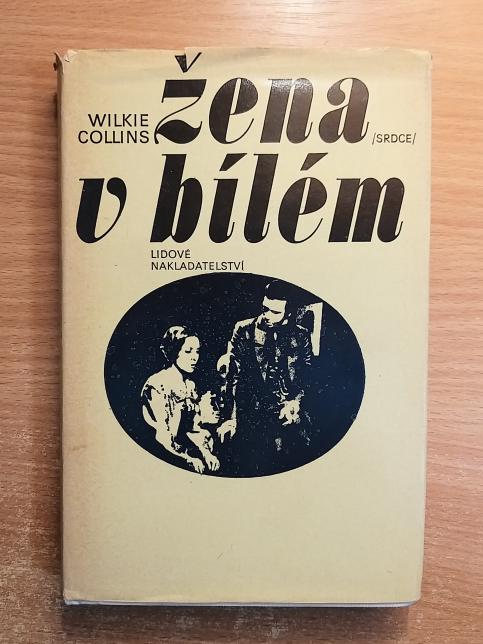 WILKIE
COLLINS
žena
/SRDCE/
v bílém
LIDOVÉ
NAKLADATELSTVÍ